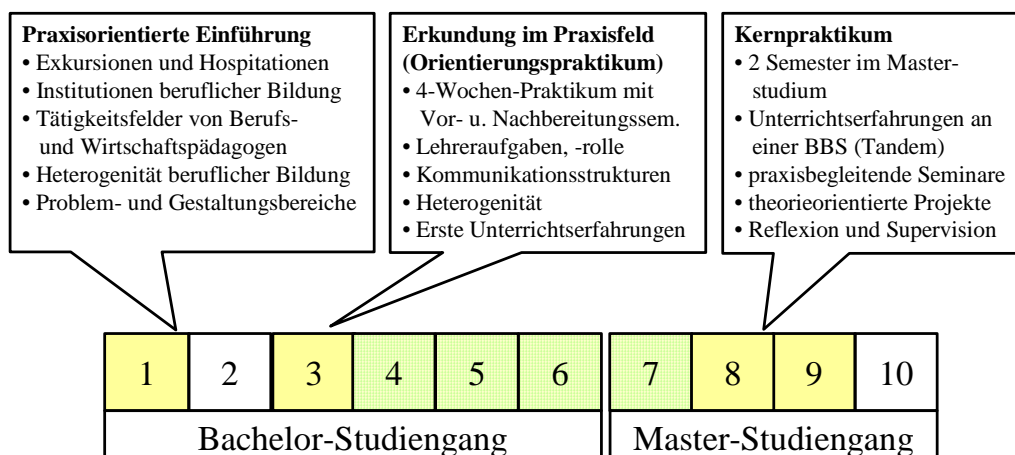 Praxisorientierte Einführung
• Exkursionen und Hospitationen
• Institutionen beruflicher Bildung
• Tätigkeitsfelder von Berufs-
und Wirtschaftspädagogen
• Heterogenität beruflicher Bildung
• Problem- und Gestaltungsbereiche
Erkundung im Praxisfeld
(Orientierungspraktikum)
• 4-Wochen-Praktikum mit
Vor- u. Nachbereitungssem.
• Lehreraufgaben, -rolle
• Kommunikationsstrukturen
• Heterogenität
• Erste Unterrichtserfahrungen
Kernpraktikum
• 2 Semester im Master-
studium
• Unterrichtserfahrungen an
einer BBS (Tandem)
• praxisbegleitende Seminare
• theorieorientierte Projekte
• Reflexion und Supervision
1 2 3 4 5 6 7 8 9 10
Bachelor-Studiengang Master-Studiengang